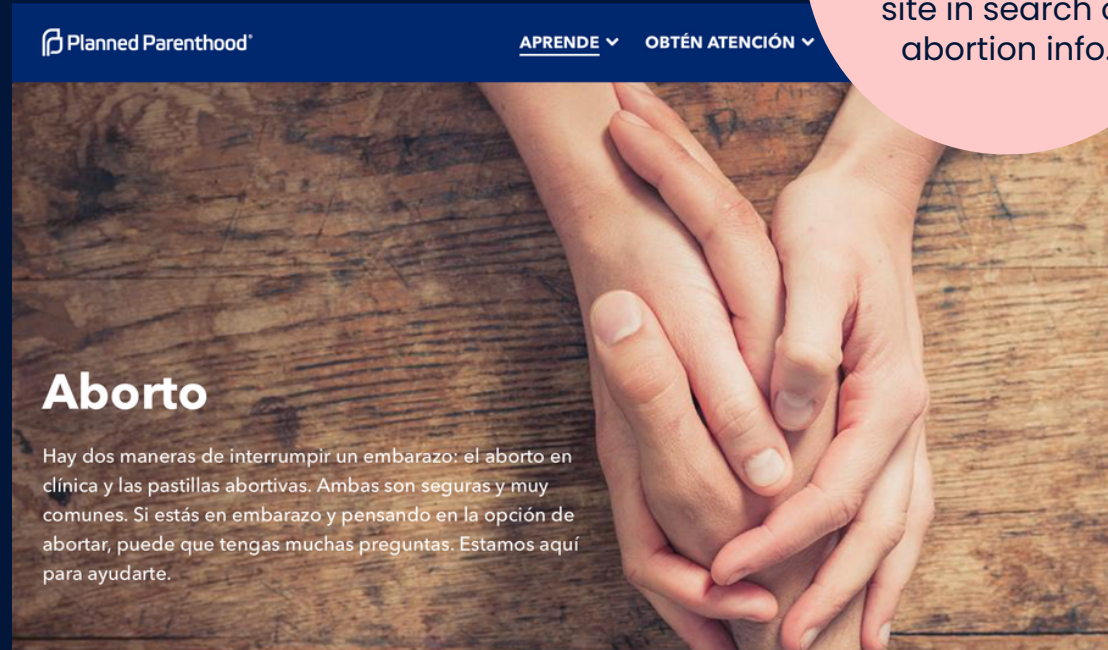 site in search
abortion info.
Planned Parenthood®
APRENDE
OBTÉN ATENCIÓN
Aborto
Hay dos maneras de interrumpir un embarazo: el aborto en
clínica y las pastillas abortivas. Ambas son seguras y muy
comunes. Si estás en embarazo y pensando en la opción de
abortar, puede que tengas muchas preguntas. Estamos aquí
para ayudarte.